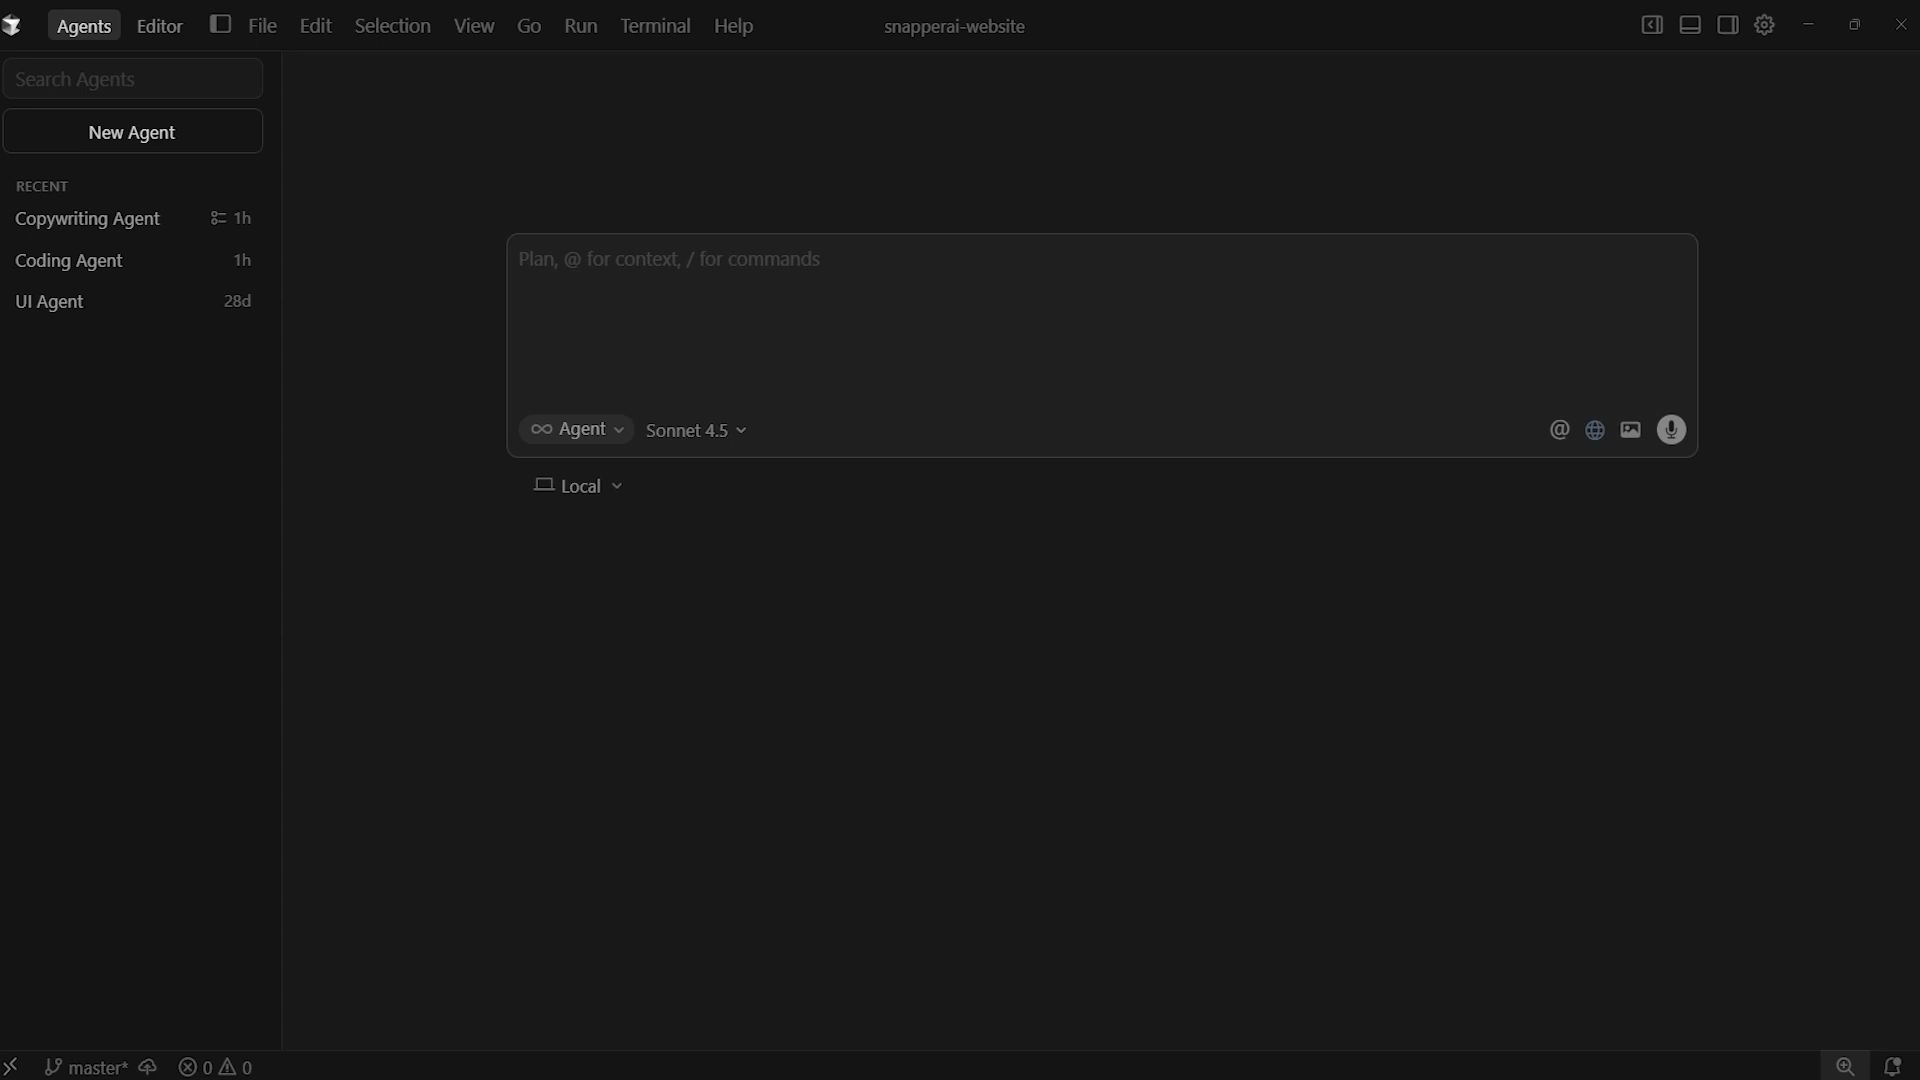 Agents Editor File Edit Selection View Go Run Terminal Help snapperai-website
Search Agents
New Agent
RECENT
Copywriting Agent 1h
Coding Agent 1h
UI Agent 28d
Plan, @ for context, / for commands
Agent Sonnet 4.5 @
Local
master* 0 0